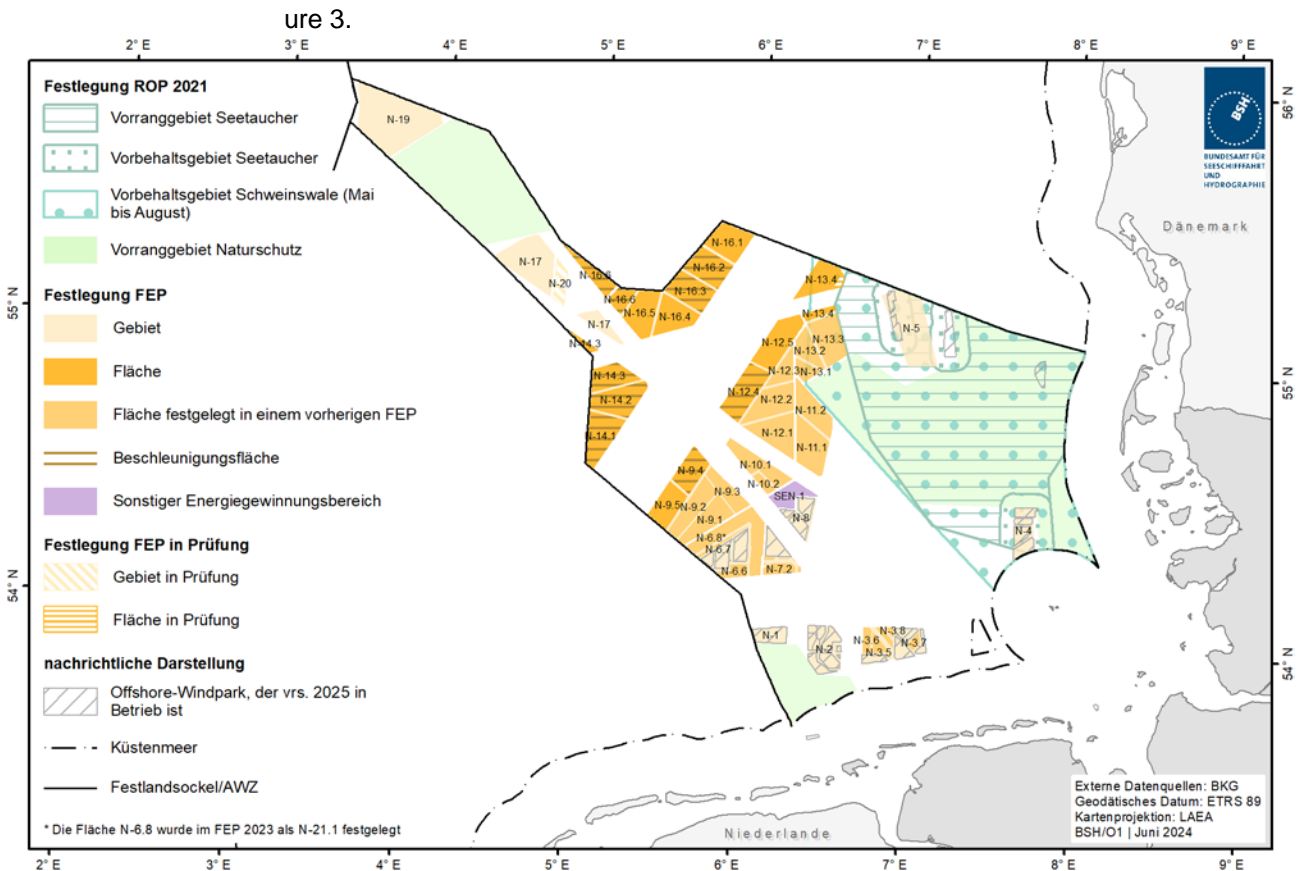 ure 3.
2° E 3° E 4° E 5° E 6° E 7° E 8° E 9° E
Festlegung ROP 2021
Vorranggebiet Seetaucher
Vorbehaltsgebiet Seetaucher
Vorbehaltsgebiet Schweinswale (Mai
bis August)
Vorranggebiet Naturschutz
Festlegung FEP
Gebiet
Fläche
Fläche festgelegt in einem vorherigen FEP
Beschleunigungsfläche
Sonstiger Energiegewinnungsbereich
Festlegung FEP in Prüfung
Gebiet in Prüfung
Fläche in Prüfung
nachrichtliche Darstellung
Offshore-Windpark, der vrs. 2025 in
Betrieb ist
Küstenmeer
Festlandsockel/AWZ
* Die Fläche N-6.8 wurde im FEP 2023 als N-21.1 festgelegt
55° N
54° N
N-19
N-17
N-20
N-16.6
N-16.6
N-16.5
N-16.4
N-16.3
N-16.2
N-16.1
N-17
N-14.3
N-14.3
N-14.2
N-14.1
N-13.4
N-13.4
N-13.3
N-13.2
N-13.1
N-12.5
N-12.3
N-12.4
N-12.2
N-12.1
N-11.2
N-11.1
N-10.1
N-10.2
SEN-1
N-8
N-9.4
N-9.3
N-9.5
N-9.2
N-9.1
N-6.8*
N-6.7
N-6.6
N-7.2
N-5
N-4
N-1
N-2
N-3.8
N-3.6
N-3.7
N-3.5
BSH
BUNDESAMT FÜR
SEESCHIFFFAHRT
UND
HYDROGRAPHIE
Dänemark
Niederlande
56° N
55° N
54° N
Externe Datenquellen: BKG
Geodätisches Datum: ETRS 89
Kartenprojektion: LAEA
BSH/O1 | Juni 2024
2° E 3° E 4° E 5° E 6° E 7° E 8° E 9° E